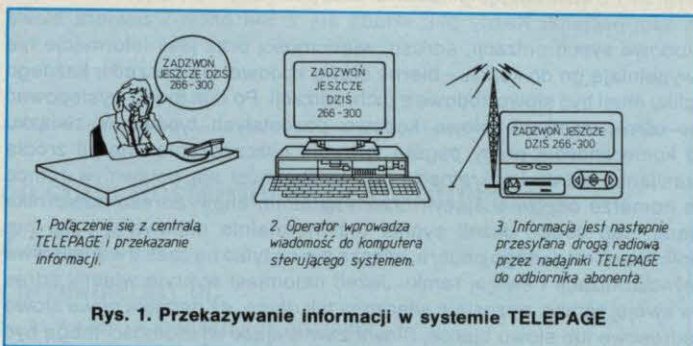 ZADZWOŃ
JESZCZE DZIŚ
266-300
ZADZWOŃ
JESZCZE
DZIS
266-300
ZADZWOŃ JESZCZE
DZIS 266-300
1. Połączenie się z centralą
TELEPAGE i przekazanie
informacji.
2. Operator wprowadza
wiadomość do komputera
sterującego systemem.
3. Informacja jest następnie
przesyłana drogą radiową
przez nadajniki TELEPAGE
do odbiornika abonenta.
Rys. 1. Przekazywanie informacji w systemie TELEPAGE